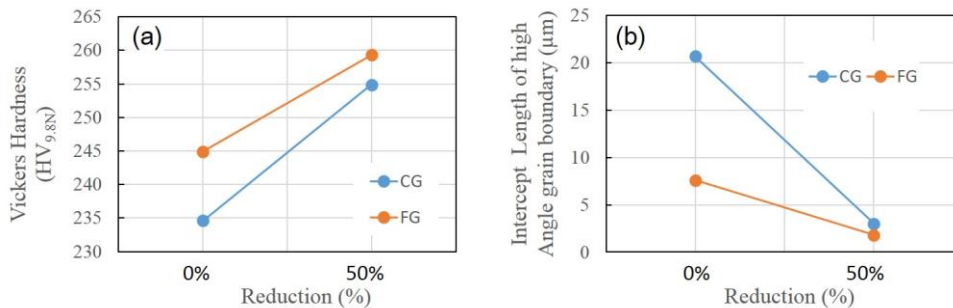 (a)
Vickers Hardness
(HV9.8N)
265
260
255
250
245
240
235
230
CG
FG
0%
50%
Reduction (%)
(b)
Intercept Length of high
Angle grain boundary (μm)
25
20
15
10
5
0
CG FG
0%
50%
Reduction (%)